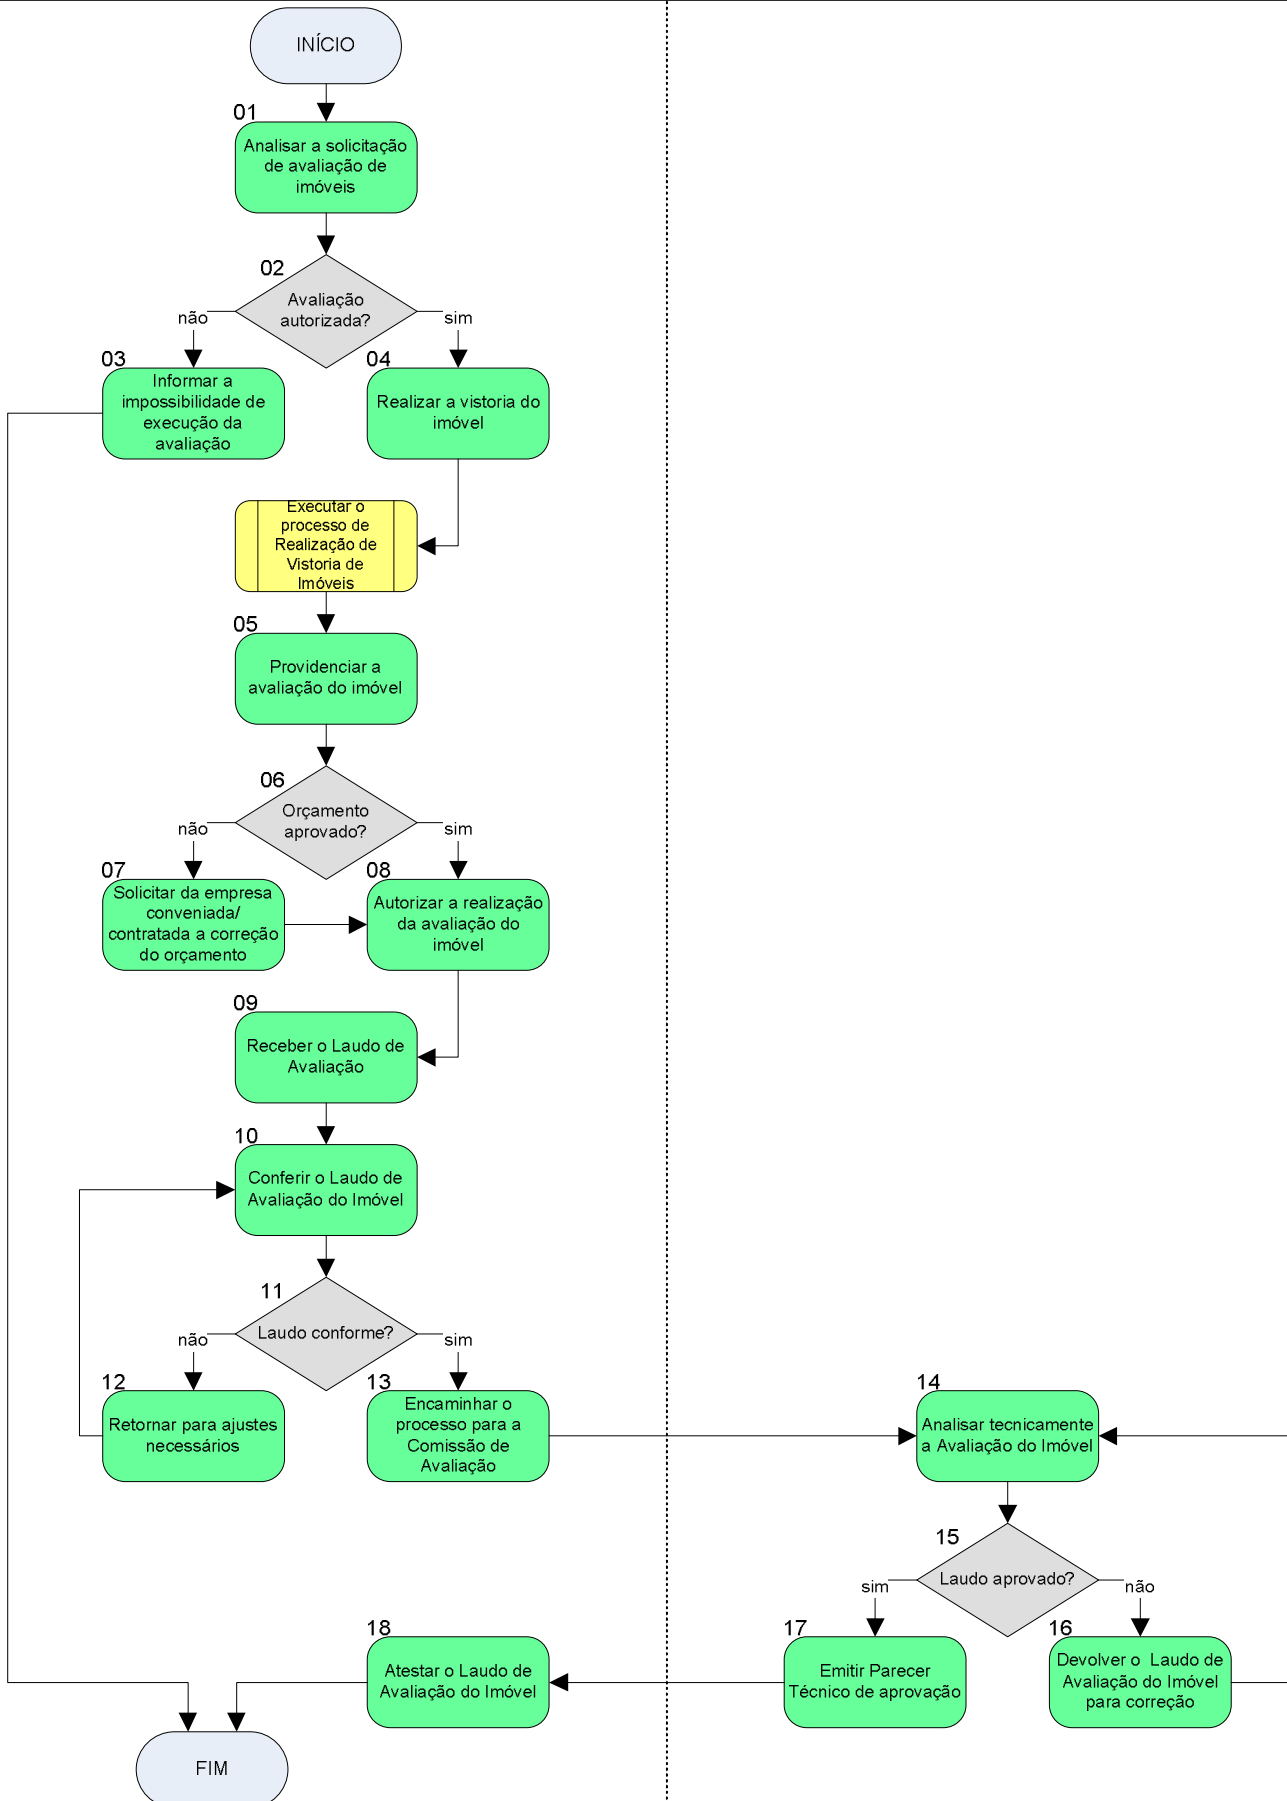 INÍCIO
01
Analisar a solicitação
de avaliação de
imóveis
02
Avaliação
autorizada?
não
sim
03
Informar a
impossibilidade de
execução da
avaliação
04
Realizar a vistoria do
imóvel
Executar o
processo de
Realização de
Vistoria de
Imóveis
05
Providenciar a
avaliação do imóvel
06
Orçamento
aprovado?
não
sim
07
Solicitar da empresa
conveniada/
contratada a correção
do orçamento
08
Autorizar a realização
da avaliação do
imóvel
09
Receber o Laudo de
Avaliação
10
Conferir o Laudo de
Avaliação do Imóvel
11
Laudo conforme?
não
sim
12
Retornar para ajustes
necessários
13
Encaminhar o
processo para a
Comissão de
Avaliação
14
Analisar tecnicamente
a Avaliação do Imóvel
15
Laudo aprovado?
sim
não
17
Emitir Parecer
Técnico de aprovação
16
Devolver o  Laudo de
Avaliação do Imóvel
para correção
18
Atestar o Laudo de
Avaliação do Imóvel
FIM